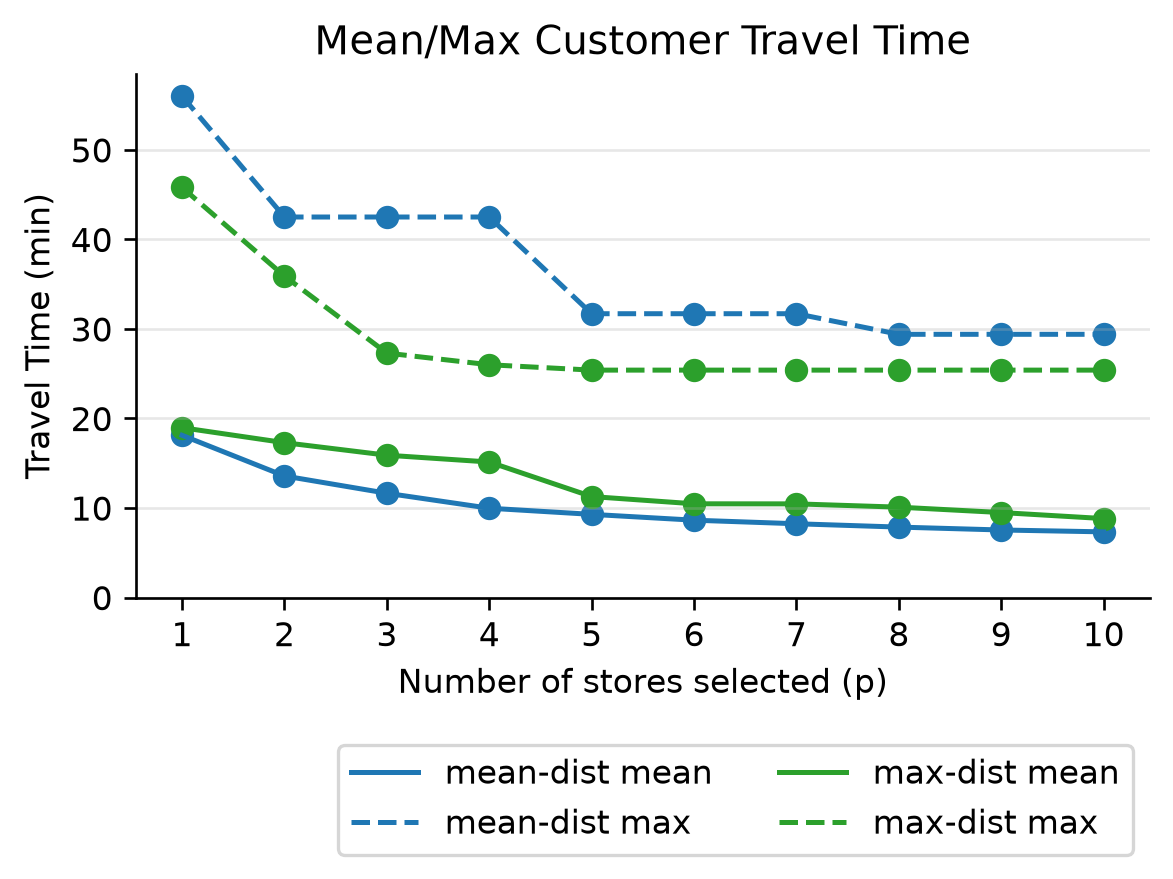 Mean/Max Customer Travel Time
Travel Time (min)
50
40
30
20
10
0
1 2 3 4 5 6 7 8 9 10
Number of stores selected (p)
mean-dist mean max-dist mean
mean-dist max max-dist max